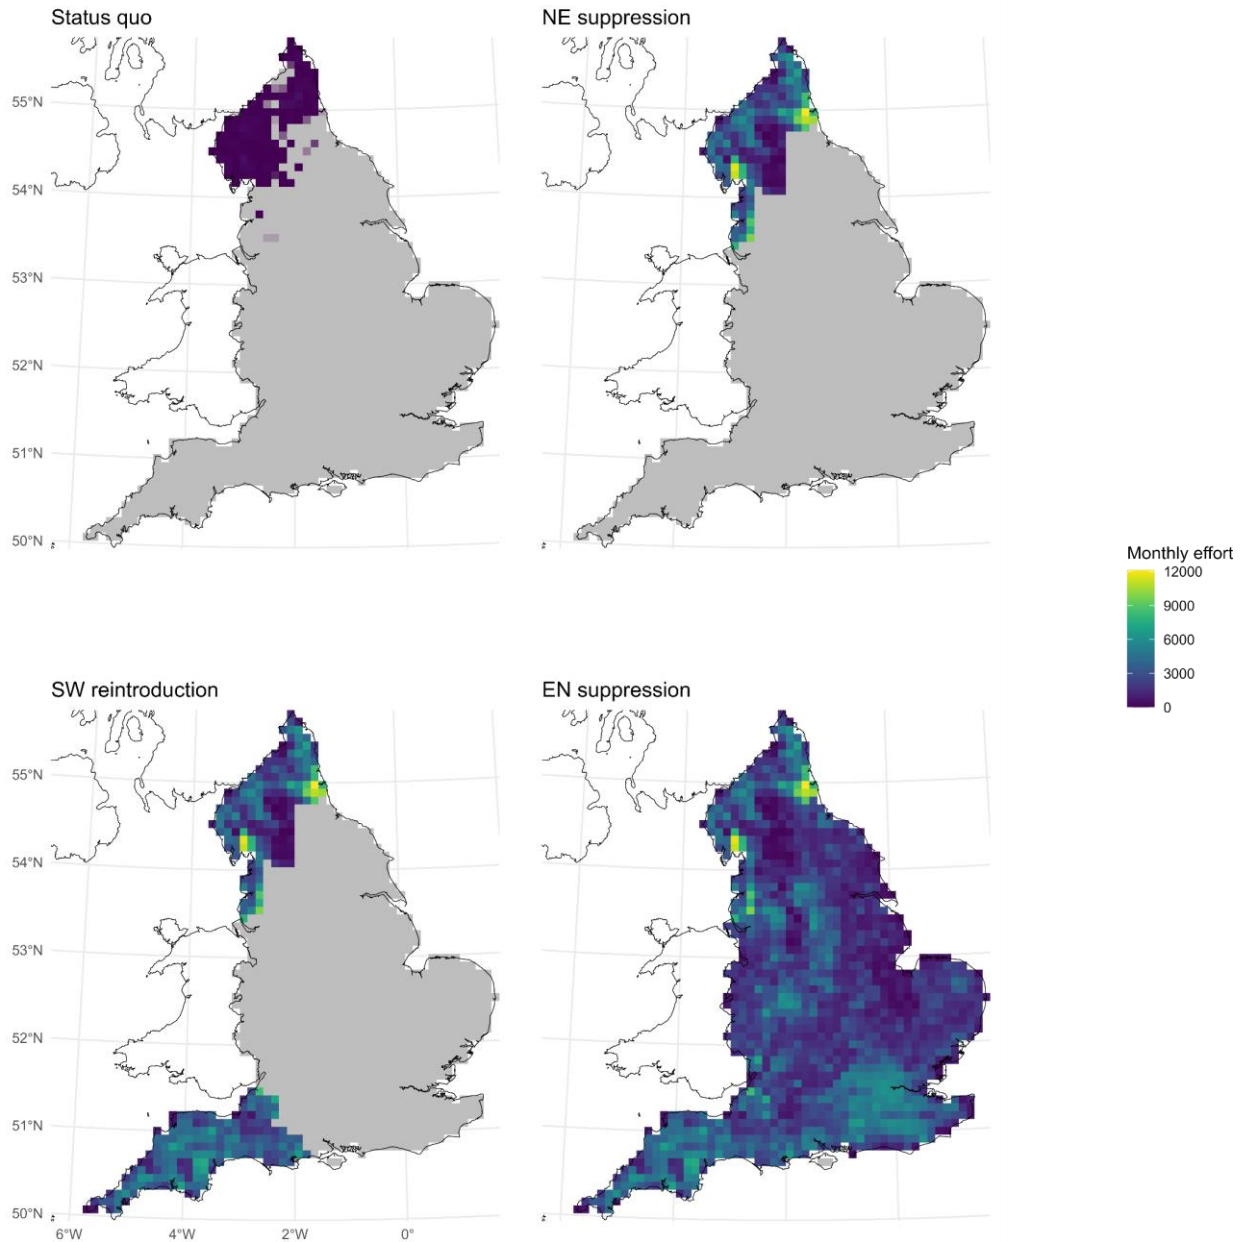 Status quo
NE suppression
55°N
54°N
53°N
52°N
51°N
50°N
Monthly effort
12000
9000
6000
3000
0
SW reintroduction
EN suppression
55°N
54°N
53°N
52°N
51°N
50°N
6°W
4°W
2°W
0°